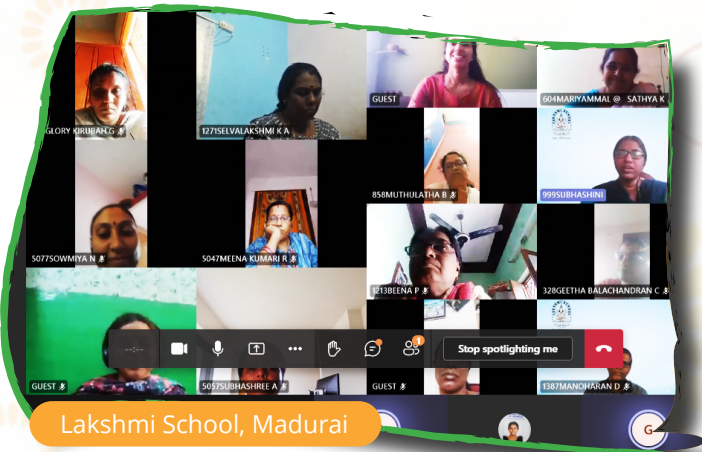 GLORY KIRUBAH.G
1271SELVALAKSHMI K A
GUEST
604MARIYAMMAL @ SATHYA K
858MUTHULATHA B
999SUBHASHINI
5077SOWMIYA N
5047MEENA KUMARI R
1213BEENA P
328GEETHA BALACHANDRAN C
1
Stop spotlighting me
GUEST
5057SUBHASHREE A
GUEST
1387MANOHARAN D
Lakshmi School, Madurai
G